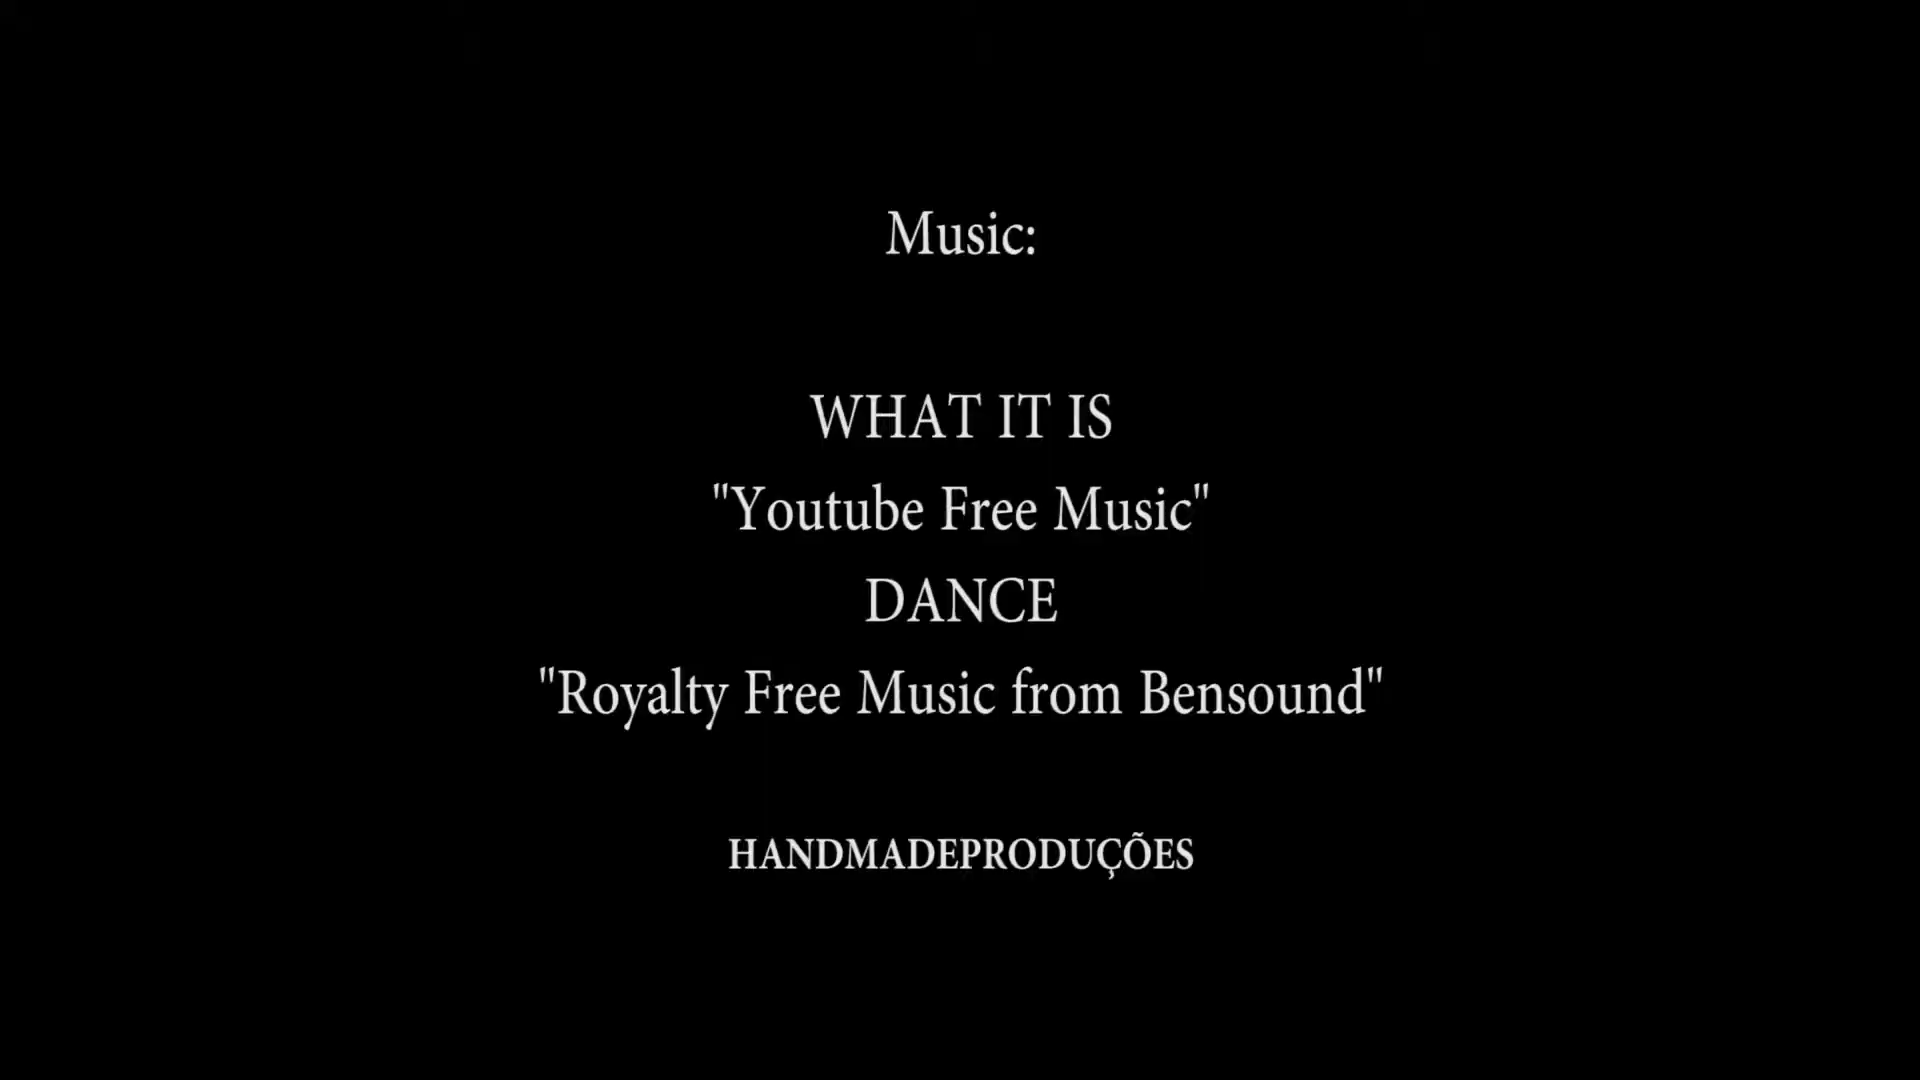 Music:
WHAT IT IS
"Youtube Free Music"
DANCE
"Royalty Free Music from Bensound"
HANDMADEPRODUÇÕES